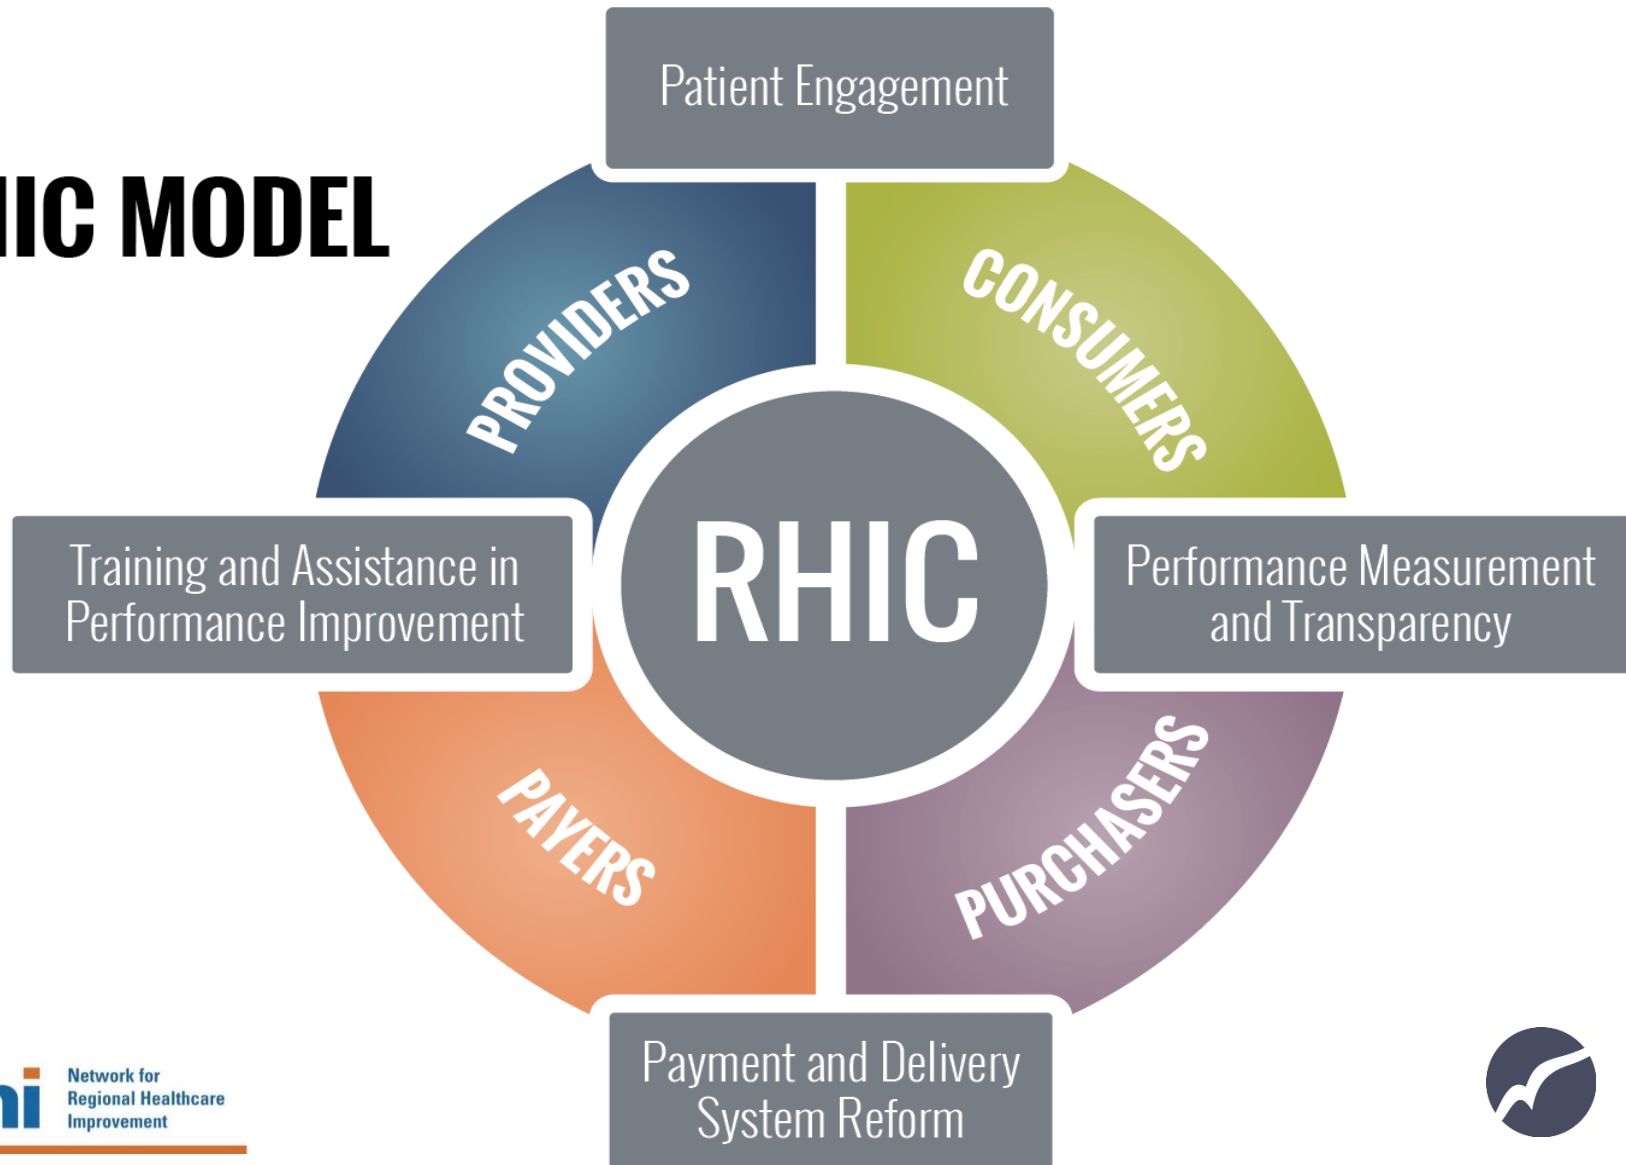 Patient Engagement
MODEL
PROVIDERS
CONSUMERS
RHIC
Training and Assistance in
Performance Improvement
Performance Measurement
and Transparency
PAYERS
PURCHASERS
Payment and Delivery
System Reform
Network for
Regional Healthcare
Improvement